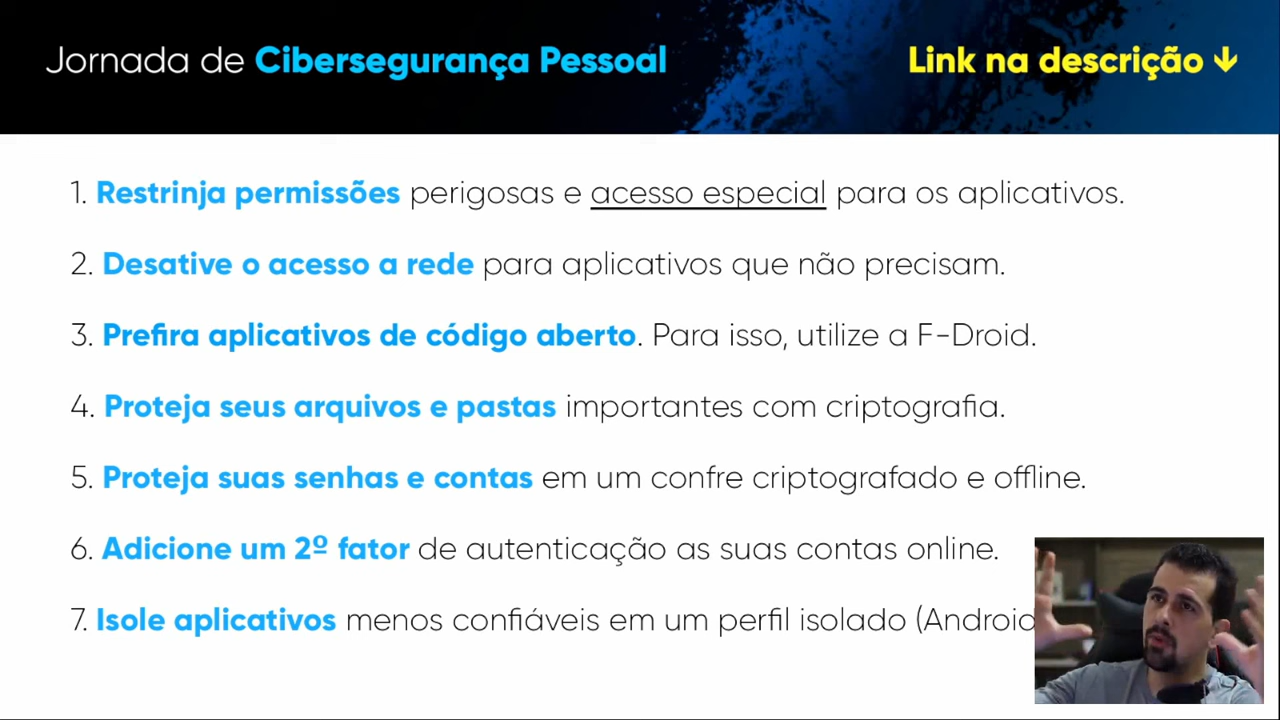 Jornada de Cibersegurança Pessoal
Link na descrição ↓
1. Restrinja permissões perigosas e acesso especial para os aplicativos.
2. Desative o acesso a rede para aplicativos que não precisam.
3. Prefira aplicativos de código aberto. Para isso, utilize a F-Droid.
4. Proteja seus arquivos e pastas importantes com criptografia.
5. Proteja suas senhas e contas em um confre criptografado e offline.
6. Adicione um 2º fator de autenticação as suas contas online.
7. Isole aplicativos menos confiáveis em um perfil isolado (Android